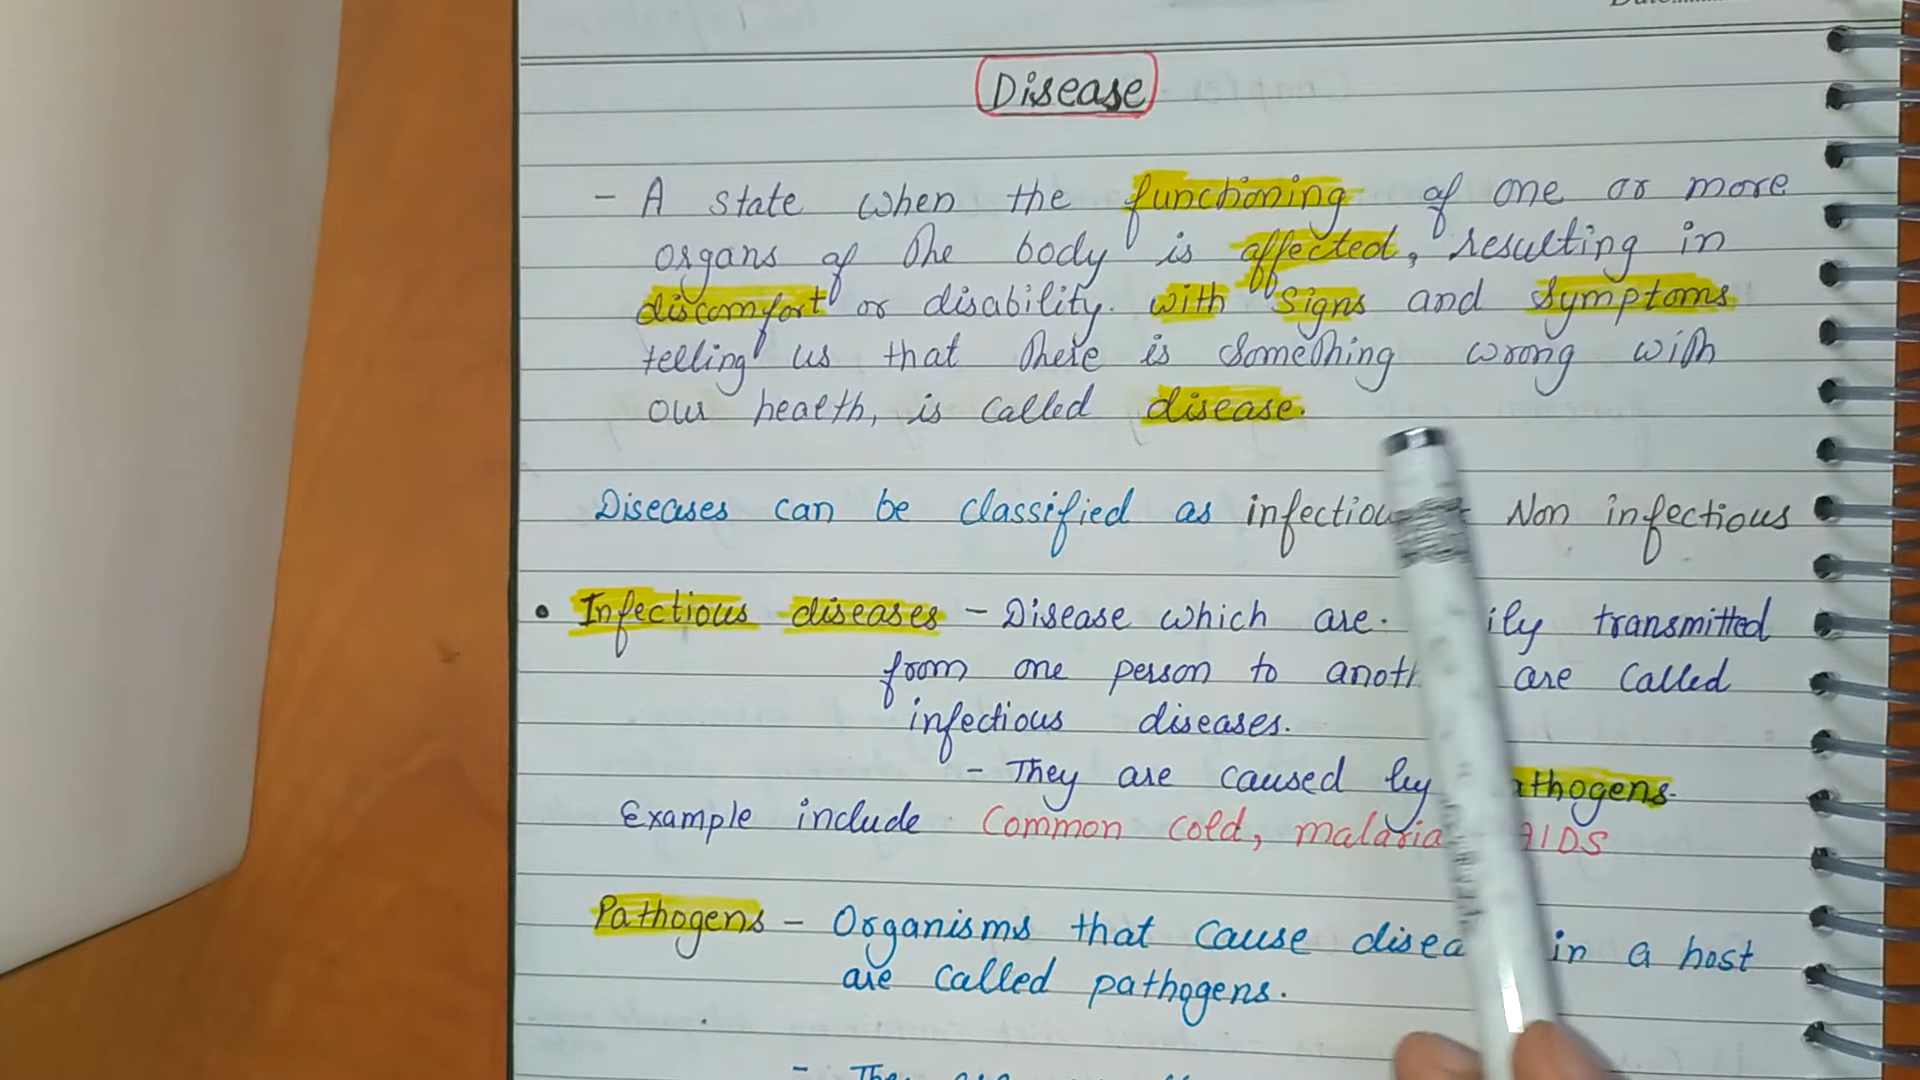 Disease
- A state when the functioning of one or more
organs of the body is affected, resulting in
discomfort or disability. with signs and symptoms
telling us that there is something wrong with
our health, is called disease.
Diseases can be classified as Non infectious
• Infectious diseases - Disease which are. transmitted
from one person to are called
infectious diseases.
- They are caused by
Example include Common cold, malaria AIDS
Pathogens - Organisms that cause in a host
are called pathogens.